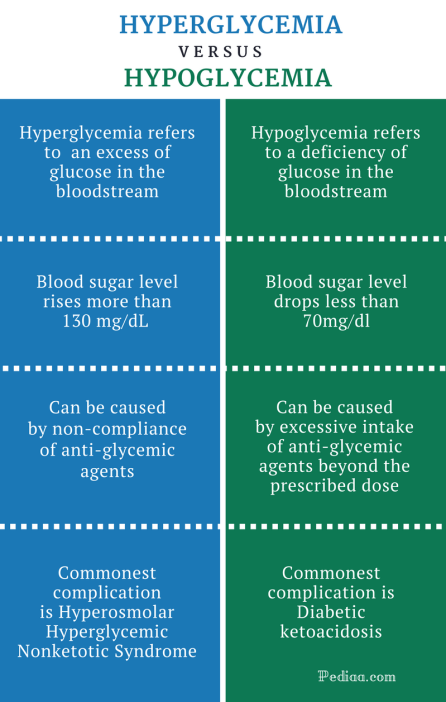 HYPERGLYCEMIA
VERSUS
HYPOGLYCEMIA
Hyperglycemia refers
to an excess of
glucose in the
bloodstream
Hypoglycemia refers
to a deficiency of
glucose in the
bloodstream
Blood sugar level
rises more than
130 mg/dL
Blood sugar level
drops less than
70mg/dl
Can be caused
by non-compliance
of anti-glycemic
agents
Can be caused
by excessive intake
of anti-glycemic
agents beyond the
prescribed dose
Commonest
complication
is Hyperosmolar
Hyperglycemic
Nonketotic Syndrome
Commonest
complication is
Diabetic
ketoacidosis
Pediaa.com